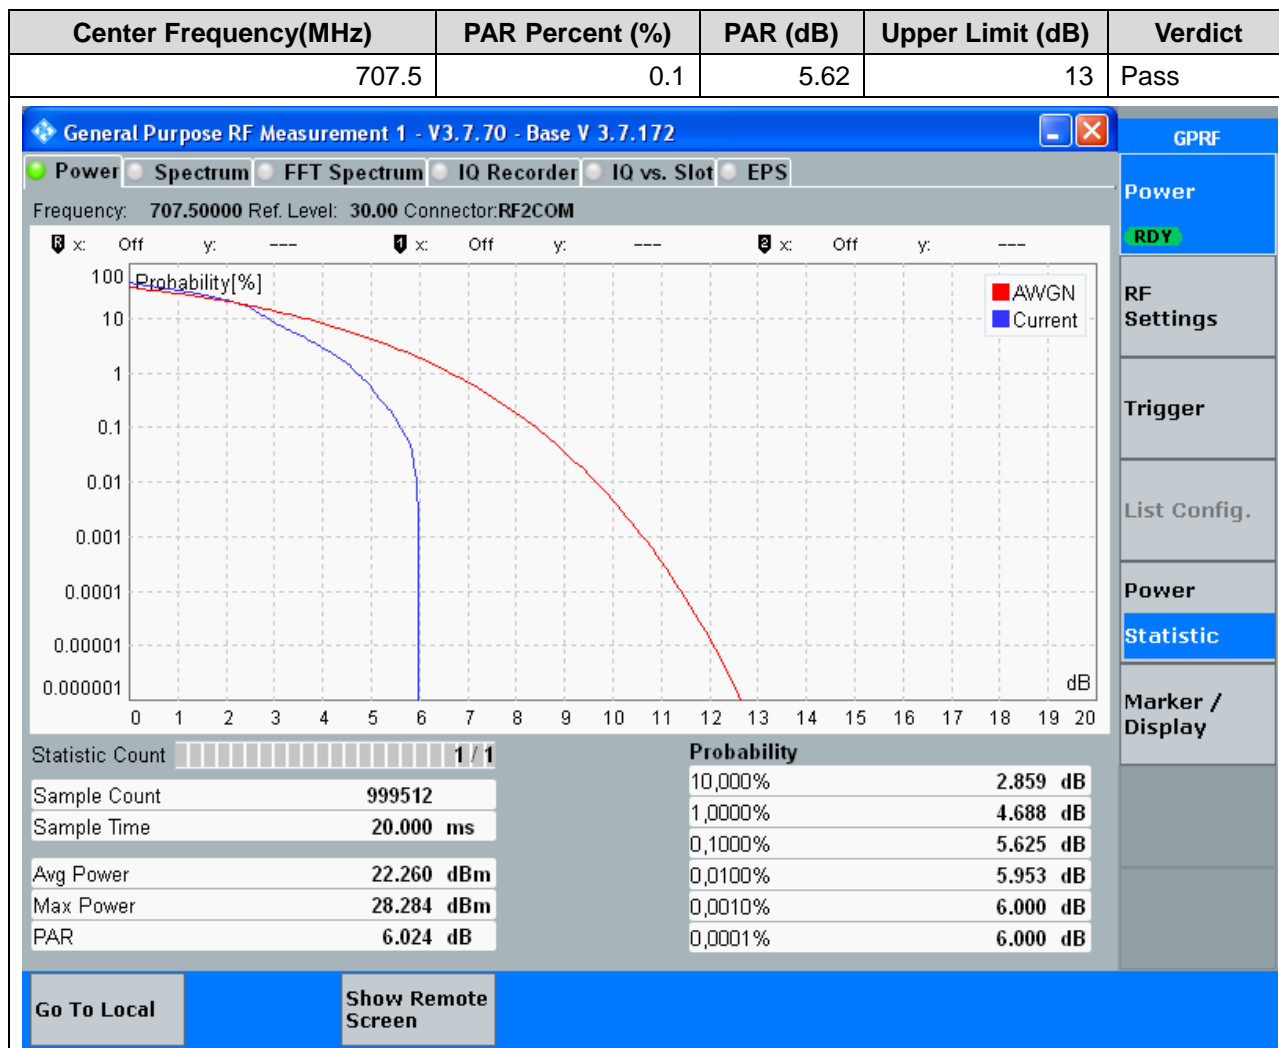 Center Frequency(MHz) PAR Percent (%) PAR (dB) Upper Limit (dB) Verdict
707.5 0.1 5.62 13 Pass
General Purpose RF Measurement 1 - V3.7.70 - Base V 3.7.172
GPRF
Power Spectrum FFT Spectrum IQ Recorder IQ vs. Slot EPS
Frequency: 707.50000 Ref. Level: 30.00 Connector:RF2COM
R x: Off y: --- 1 x: Off y: --- 2 x: Off y: ---
Probability[%]
100
10
1
0.1
0.01
0.001
0.0001
0.00001
0.000001
AWGN
Current
dB
0 1 2 3 4 5 6 7 8 9 10 11 12 13 14 15 16 17 18 19 20
Statistic Count 1 / 1
Sample Count 999512
Sample Time 20.000 ms
Avg Power 22.260 dBm
Max Power 28.284 dBm
PAR 6.024 dB
Probability
10,000% 2.859 dB
1,0000% 4.688 dB
0,1000% 5.625 dB
0,0100% 5.953 dB
0,0010% 6.000 dB
0,0001% 6.000 dB
Power
RDY
RF
Settings
Trigger
List Config.
Power
Statistic
Marker /
Display
Go To Local
Show Remote
Screen